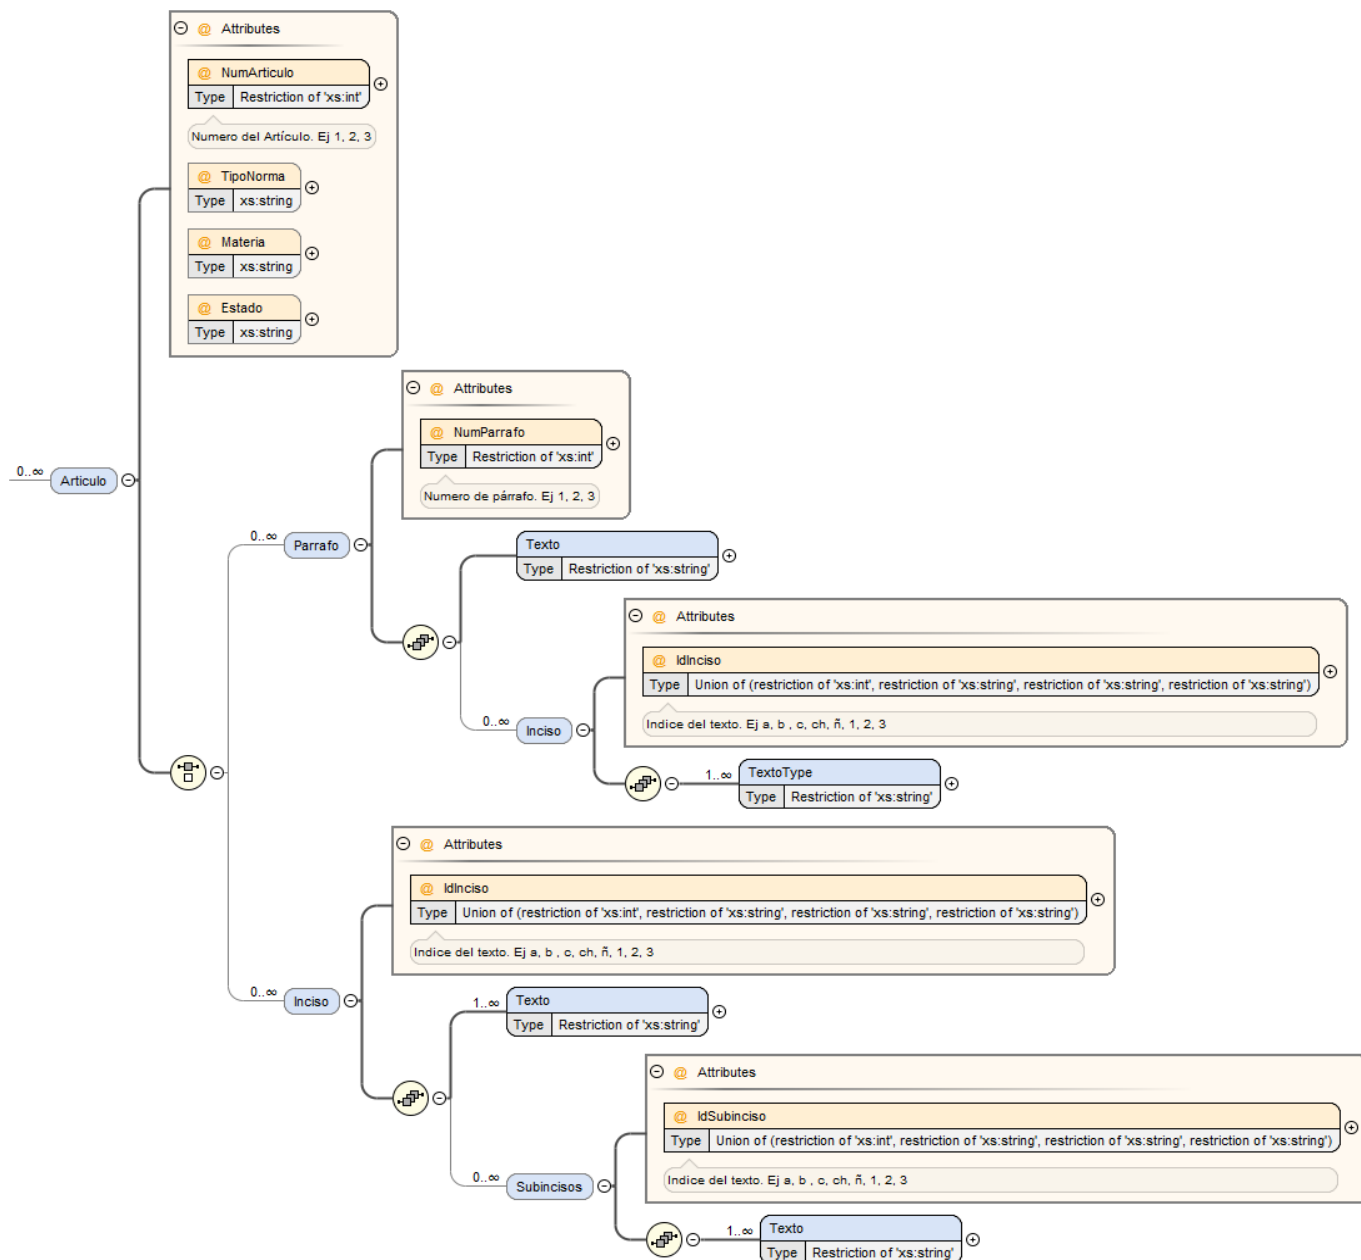 @ Attributes
@ NumArticulo
Type Restriction of 'xs:int'
Numero del Artículo. Ej 1, 2, 3
@ TipoNorma
Type xs:string
@ Materia
Type xs:string
@ Estado
Type xs:string
0..∞ Articulo
@ Attributes
@ NumParrafo
Type Restriction of 'xs:int'
Numero de párrafo. Ej 1, 2, 3
0..∞ Parrafo
Texto
Type Restriction of 'xs:string'
@ Attributes
@ IdInciso
Type Union of (restriction of 'xs:int', restriction of 'xs:string', restriction of 'xs:string', restriction of 'xs:string')
Indice del texto. Ej a, b , c, ch, ñ, 1, 2, 3
0..∞ Inciso
1..∞ TextoType
Type Restriction of 'xs:string'
@ Attributes
@ IdInciso
Type Union of (restriction of 'xs:int', restriction of 'xs:string', restriction of 'xs:string', restriction of 'xs:string')
Indice del texto. Ej a, b , c, ch, ñ, 1, 2, 3
0..∞ Inciso
1..∞ Texto
Type Restriction of 'xs:string'
@ Attributes
@ IdSubinciso
Type Union of (restriction of 'xs:int', restriction of 'xs:string', restriction of 'xs:string', restriction of 'xs:string')
Indice del texto. Ej a, b , c, ch, ñ, 1, 2, 3
0..∞ Subincisos
1..∞ Texto
Type Restriction of 'xs:string'